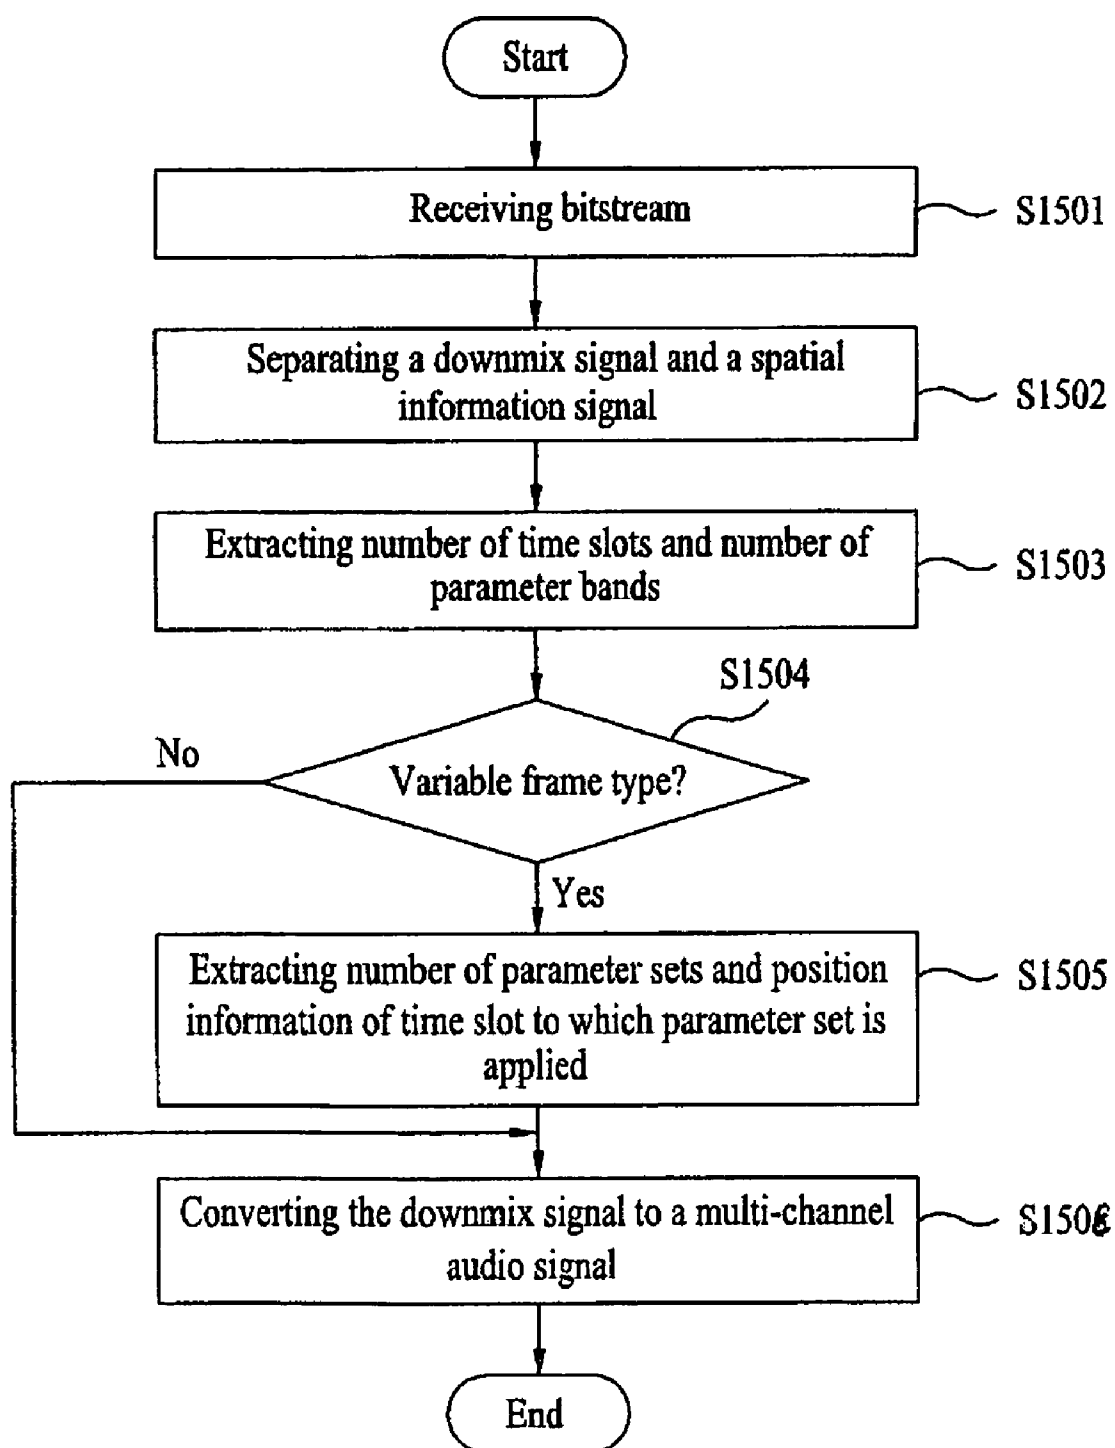 Start
Receiving bitstream
S1501
Separating a downmix signal and a spatial
information signal
S1502
Extracting number of time slots and number of
parameter bands
S1503
S1504
No
Variable frame type?
Yes
Extracting number of parameter sets and position
information of time slot to which parameter set is
applied
S1505
Converting the downmix signal to a multi-channel
audio signal
S1506
End